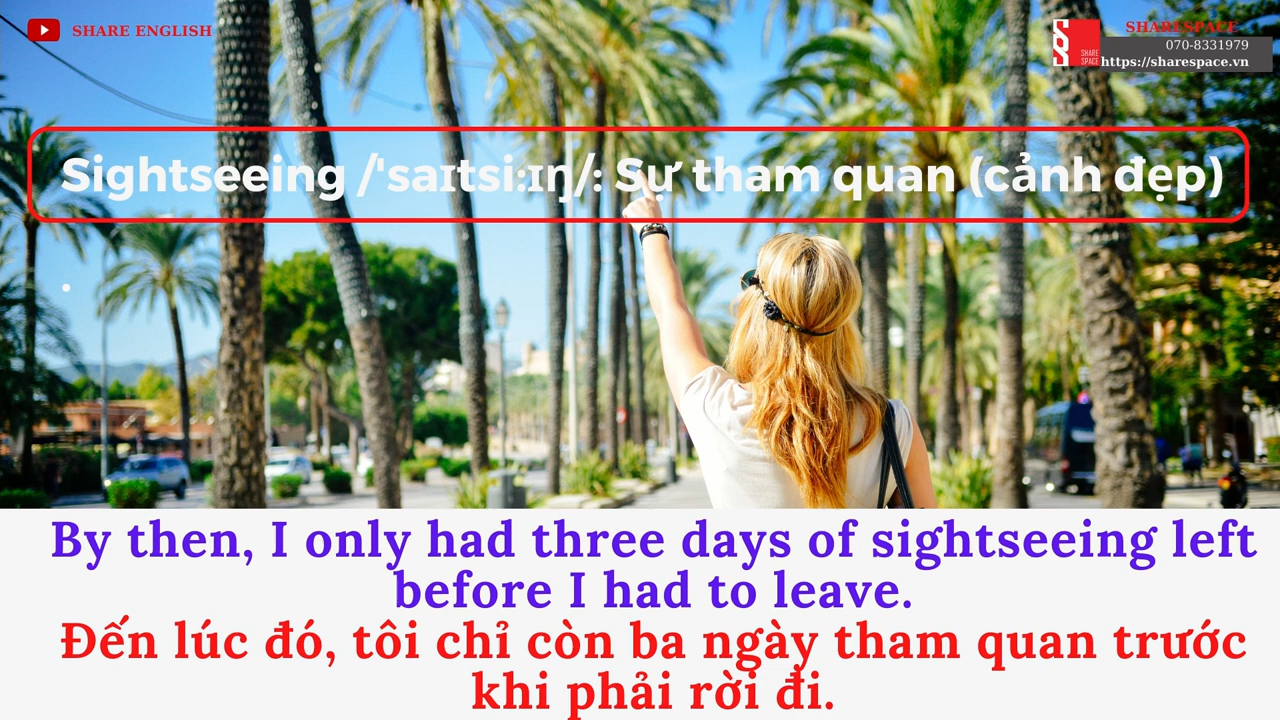 SHARE ENGLISH
SHARESPACE
070-8331979
SHARE
SPACE
https://sharespace.vn
Sightseeing /'saɪtsi:ɪŋ/: Sự tham quan (cảnh đẹp)
By then, I only had three days of sightseeing left
before I had to leave.
Đến lúc đó, tôi chỉ còn ba ngày tham quan trước
khi phải rời đi.